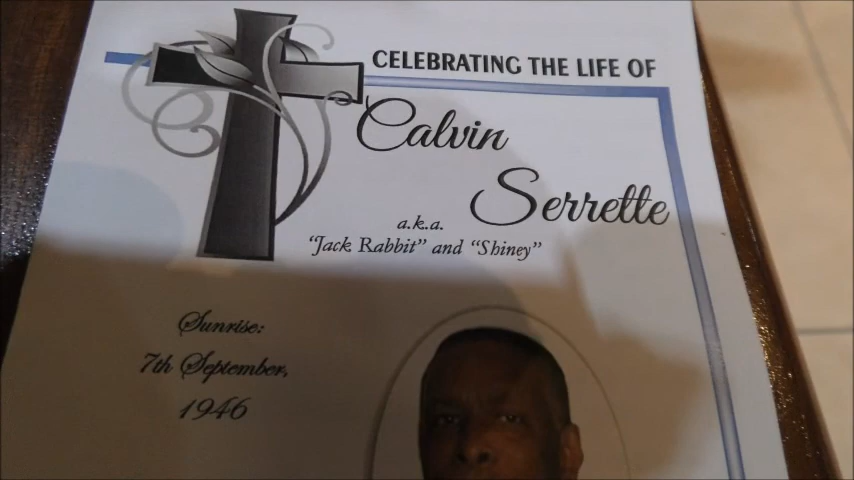 CELEBRATING THE LIFE OF
Calvin
Serrette
a.k.a.
"Jack Rabbit" and "Shiney"
Sunrise:
7th September,
1946